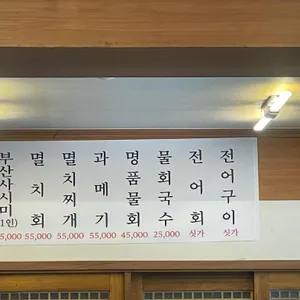 부산사시미(1인)
5,000
멸치회
55,000
멸치찌개
55,000
과메기
55,000
명품물회
45,000
물회국수
25,000
전어회
싯가
전어구이
싯가